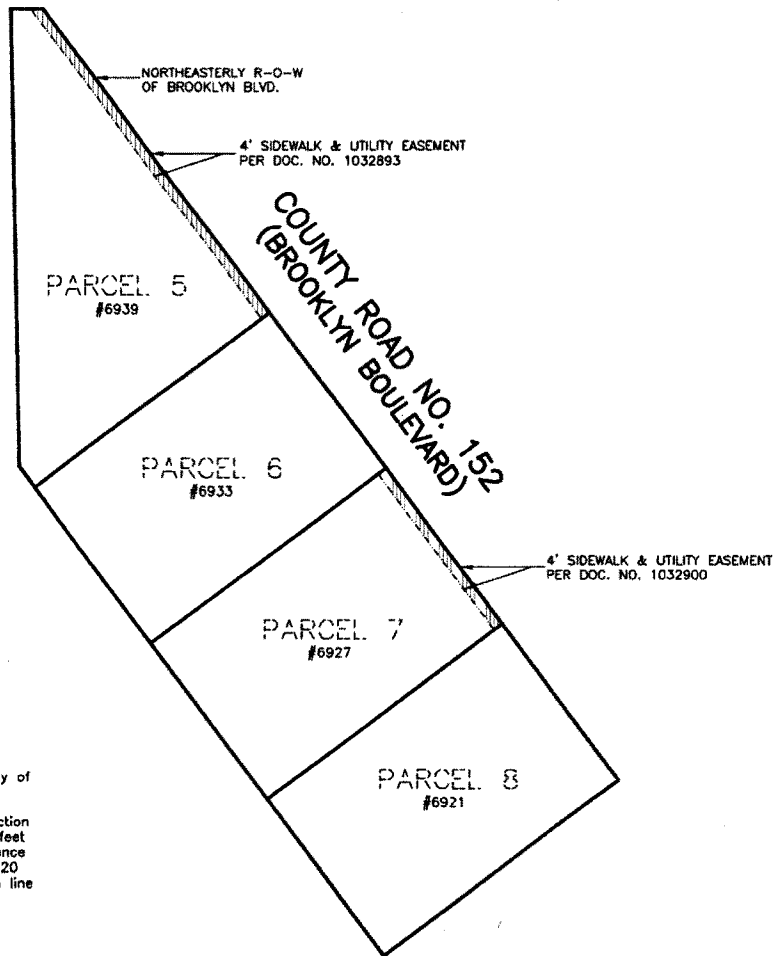 NORTHEASTERLY R-O-W
OF BROOKLYN BLVD.
4' SIDEWALK & UTILITY EASEMENT
PER DOC. NO. 1032893
COUNTY ROAD NO. 152
(BROOKLYN BOULEVARD)
PARCEL 5
#6939
PARCEL 6
#6933
4' SIDEWALK & UTILITY EASEMENT
PER DOC. NO. 1032900
PARCEL 7
#6927
PARCEL 8
#6921
y of
ction
feet
ence
20
line